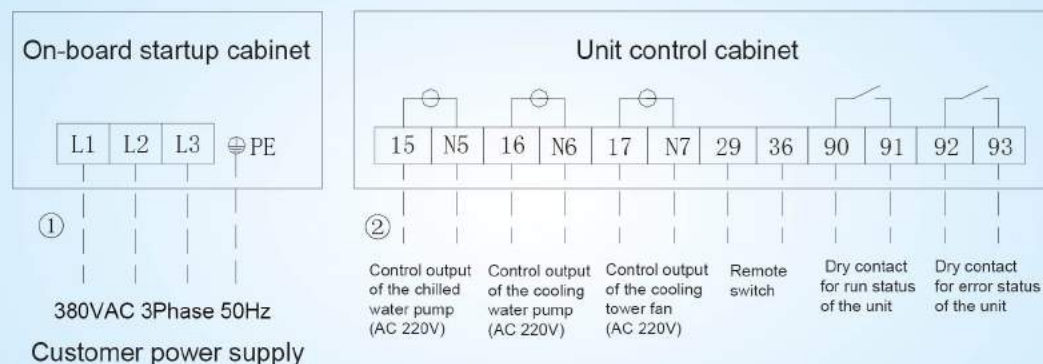 On-board startup cabinet
L1 L2 L3 PE
①
380VAC 3Phase 50Hz
Customer power supply
Unit control cabinet
15 N5 16 N6 17 N7 29 36 90 91 92 93
②
Control output
of the chilled
water pump
(AC 220V)
Control output
of the cooling
water pump
(AC 220V)
Control output
of the cooling
tower fan
(AC 220V)
Remote
switch
Dry contact
for run status
of the unit
Dry contact
for error status
of the unit